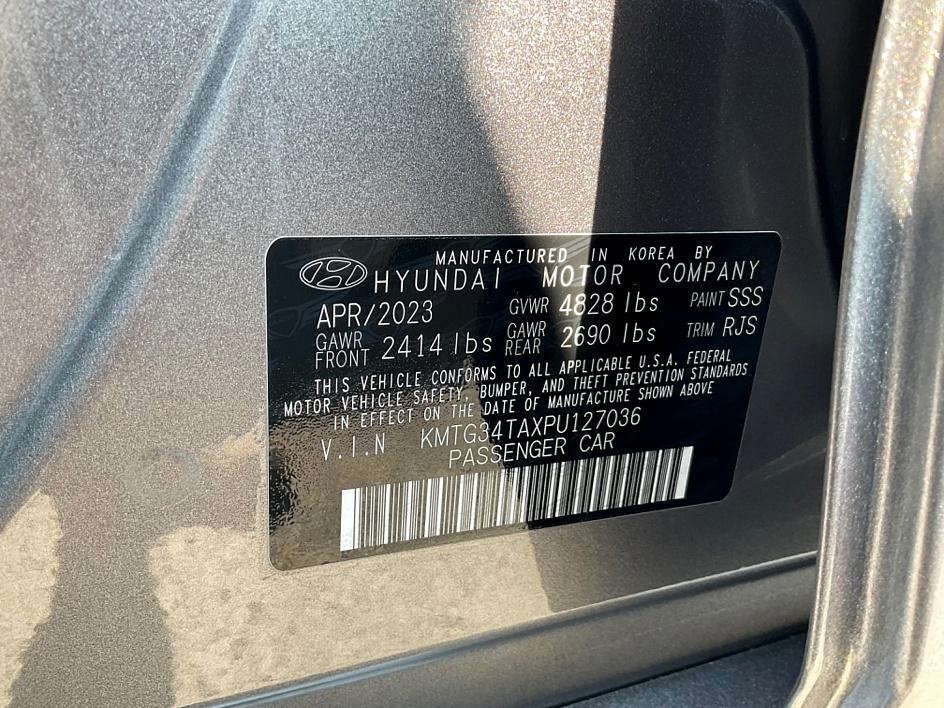 MANUFACTURED IN KOREA BY
HYUNDAI MOTOR COMPANY
APR/2023 GVWR 4828 lbs PAINT SSS
GAWR FRONT 2414 lbs GAWR REAR 2690 lbs TRIM RJS
THIS VEHICLE CONFORMS TO ALL APPLICABLE U.S.A. FEDERAL
MOTOR VEHICLE SAFETY, BUMPER, AND THEFT PREVENTION STANDARDS
IN EFFECT ON THE DATE OF MANUFACTURE SHOWN ABOVE
V.I.N KMTG34TAXPU127036
PASSENGER CAR